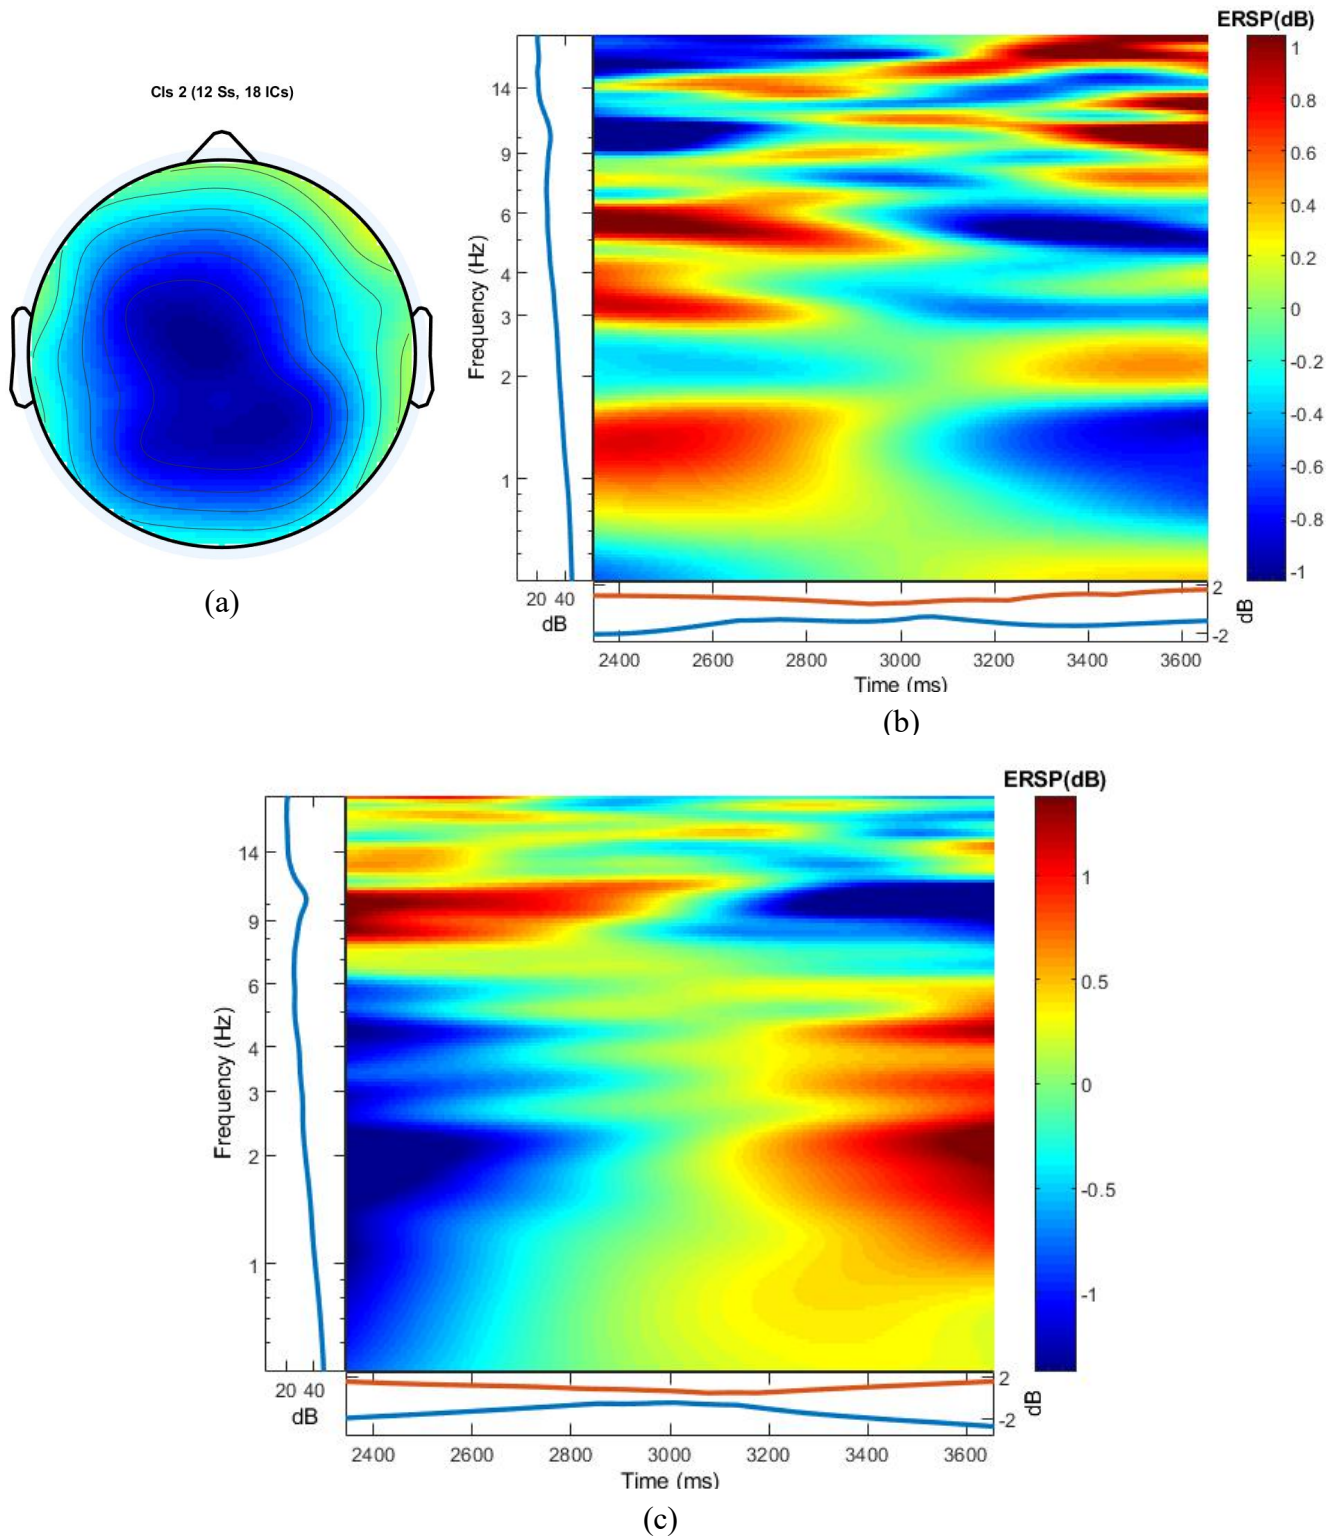 Cls 2 (12 Ss, 18 ICs)
(a)
ERSP(dB)
14
9
6
4
3
2
1
Frequency (Hz)
20 40
dB
1
0.8
0.6
0.4
0.2
0
-0.2
-0.4
-0.6
-0.8
-1
2
-2
dB
2400 2600 2800 3000 3200 3400 3600
Time (ms)
(b)
ERSP(dB)
14
9
6
4
3
2
1
Frequency (Hz)
20 40
dB
1
0.5
0
-0.5
-1
2
-2
dB
2400 2600 2800 3000 3200 3400 3600
Time (ms)
(c)